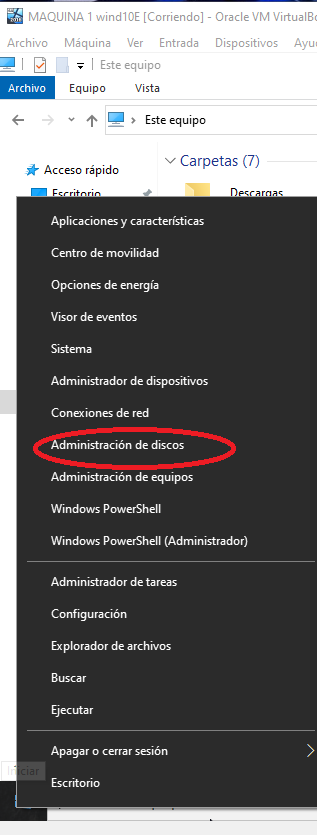 MAQUINA 1 wind10E [Corriendo] - Oracle VM VirtualBo
Archivo Máquina Ver Entrada Dispositivos Ayu
Este equipo
Archivo Equipo Vista
Este equipo
Acceso rápido
Carpetas (7)
Escritorio
Descargas
Aplicaciones y características
Centro de movilidad
Opciones de energía
Visor de eventos
Sistema
Administrador de dispositivos
Conexiones de red
Administración de discos
Administración de equipos
Windows PowerShell
Windows PowerShell (Administrador)
Administrador de tareas
Configuración
Explorador de archivos
Buscar
Ejecutar
Apagar o cerrar sesión
Iniciar
Escritorio